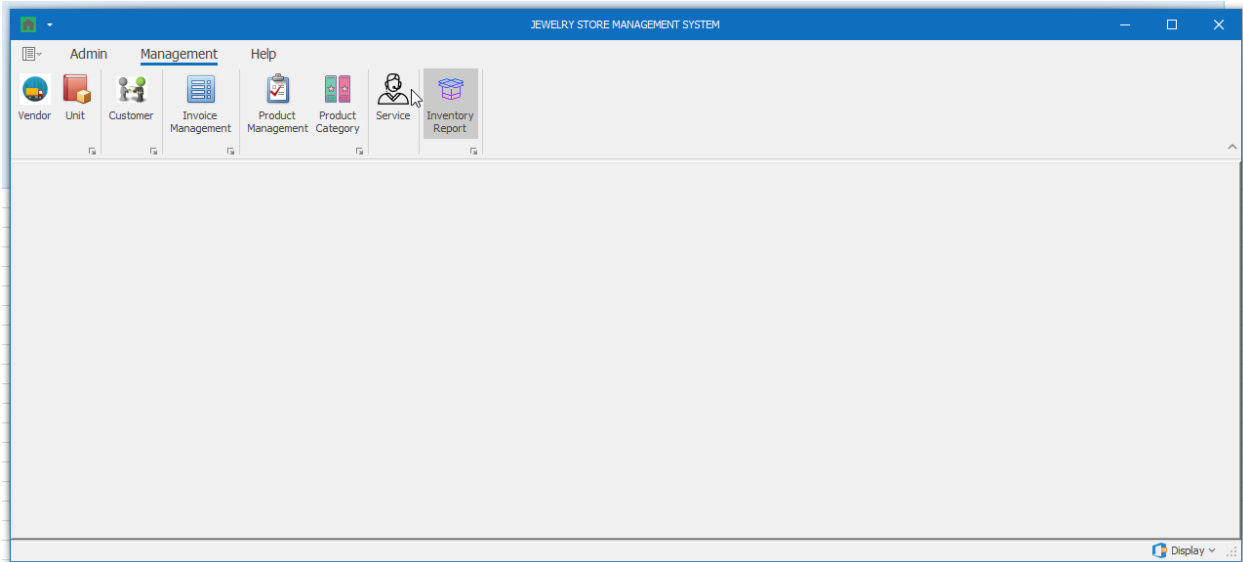 JEWELRY STORE MANAGEMENT SYSTEM
Admin Management Help
Vendor Unit Customer Invoice Management Product Management Product Category Service Inventory Report
Display